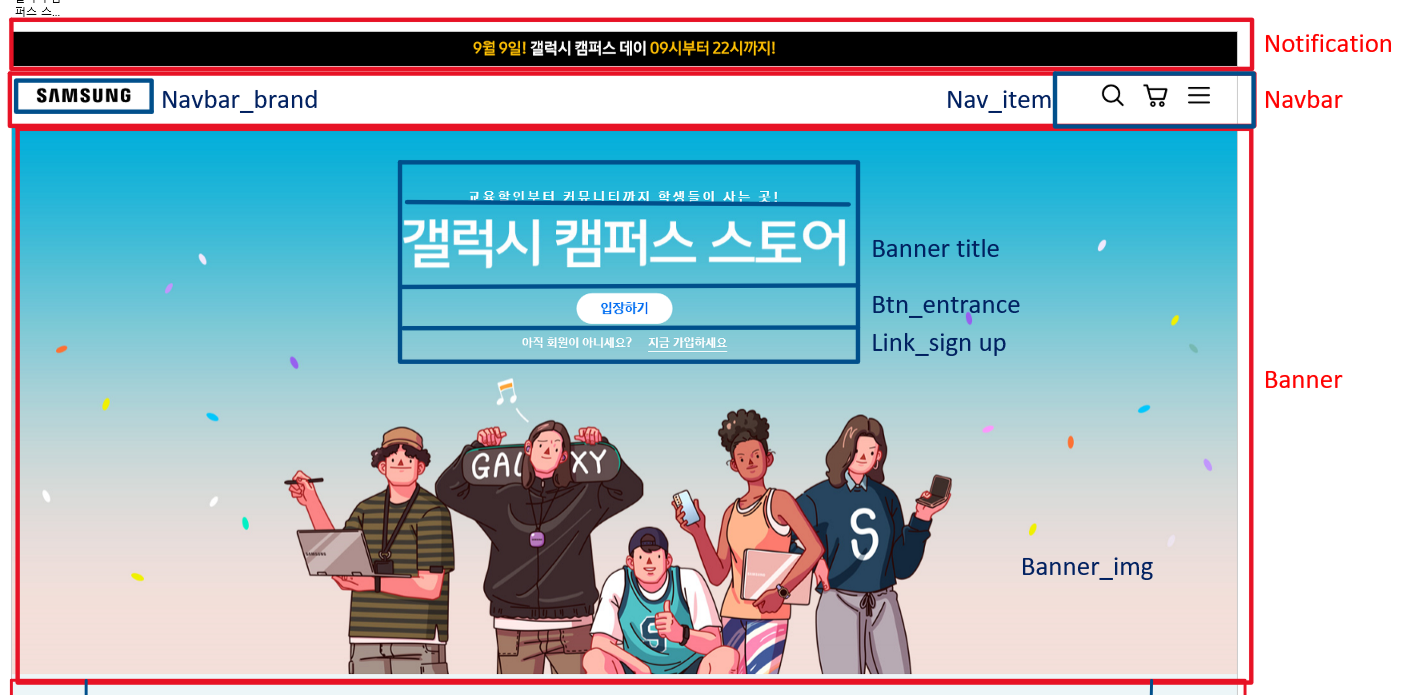 퍼스 스...
9월 9일! 갤럭시 캠퍼스 데이 09시부터 22시까지!
Notification
SAMSUNG
Navbar_brand
Nav_item
Navbar
교육할인부터 커뮤니티까지 학생들이 사는 곳!
갤럭시 캠퍼스 스토어
Banner title
입장하기
Btn_entrance
아직 회원이 아니세요? 지금 가입하세요
Link_sign up
Banner
GAL XY
S
SAMSUNG
S
Banner_img